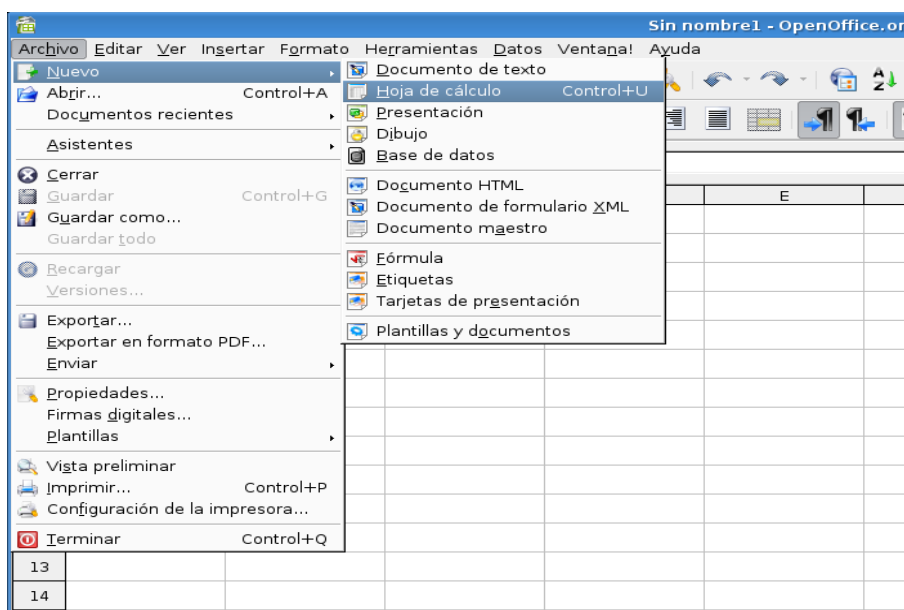 Sin nombre1 - OpenOffice.or
Archivo Editar Ver Insertar Formato Herramientas Datos Ventana! Ayuda
Nuevo
Abrir... Control+A
Documentos recientes
Asistentes
Cerrar
Guardar Control+G
Guardar como...
Guardar todo
Recargar
Versiones...
Exportar...
Exportar en formato PDF...
Enviar
Propiedades...
Firmas digitales...
Plantillas
Vista preliminar
Imprimir... Control+P
Configuración de la impresora...
Terminar Control+Q
Documento de texto
Hoja de cálculo Control+U
Presentación
Dibujo
Base de datos
Documento HTML
Documento de formulario XML
Documento maestro
Fórmula
Etiquetas
Tarjetas de presentación
Plantillas y documentos
A
Z
E
13
14